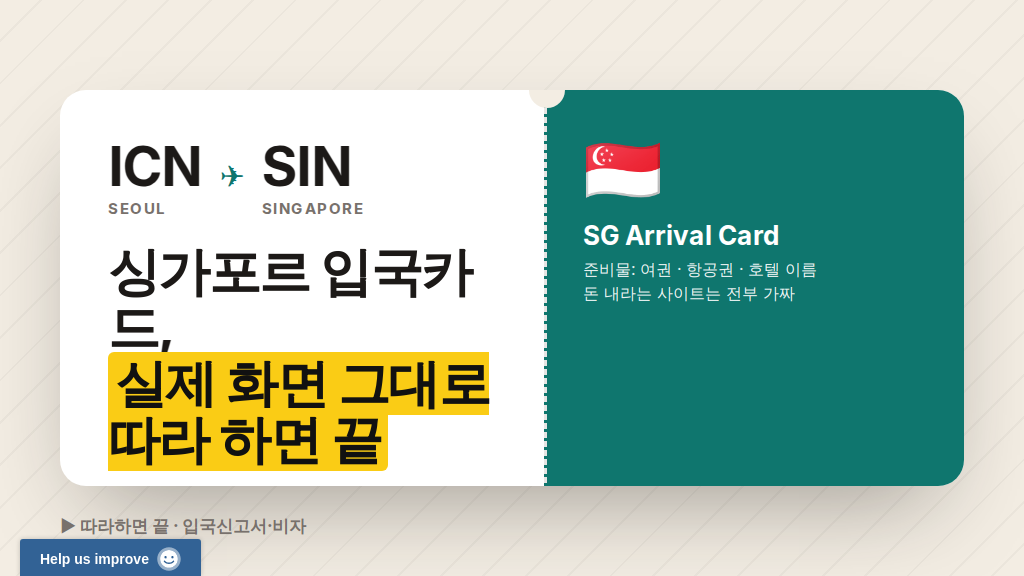 ICN ✈ SIN
SEOUL SINGAPORE
싱가포르 입국카
드,
실제 화면 그대로
따라 하면 끝
SG Arrival Card
준비물: 여권 · 항공권 · 호텔 이름
돈 내라는 사이트는 전부 가짜
▶ 따라하면 끝 · 입국신고서·비자
Help us improve